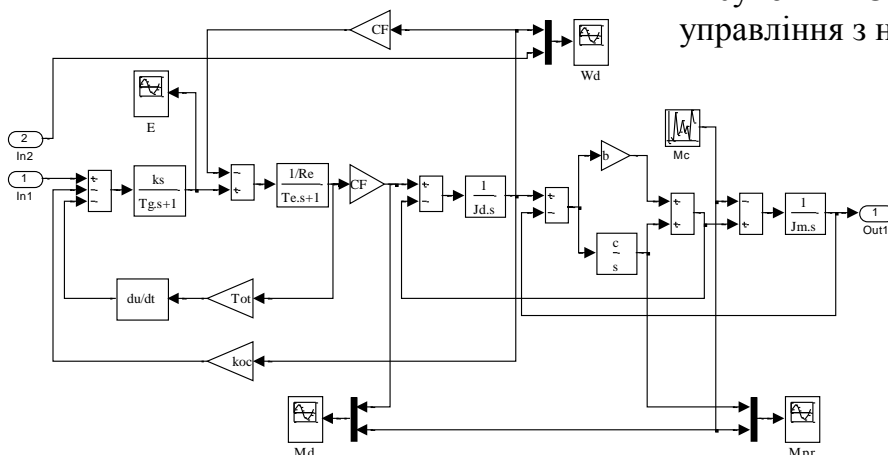 управління з н
CF
Wd
E
2
In2
Mc
b
1
In1
ks
Tg.s+1
1/Re
Te.s+1
CF
1
Jd.s
1
Jm.s
1
Out1
c
s
du/dt
Tot
koc
Md
Mpr